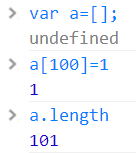 > var a=[];
undefined
> a[100]=1
1
> a.length
101